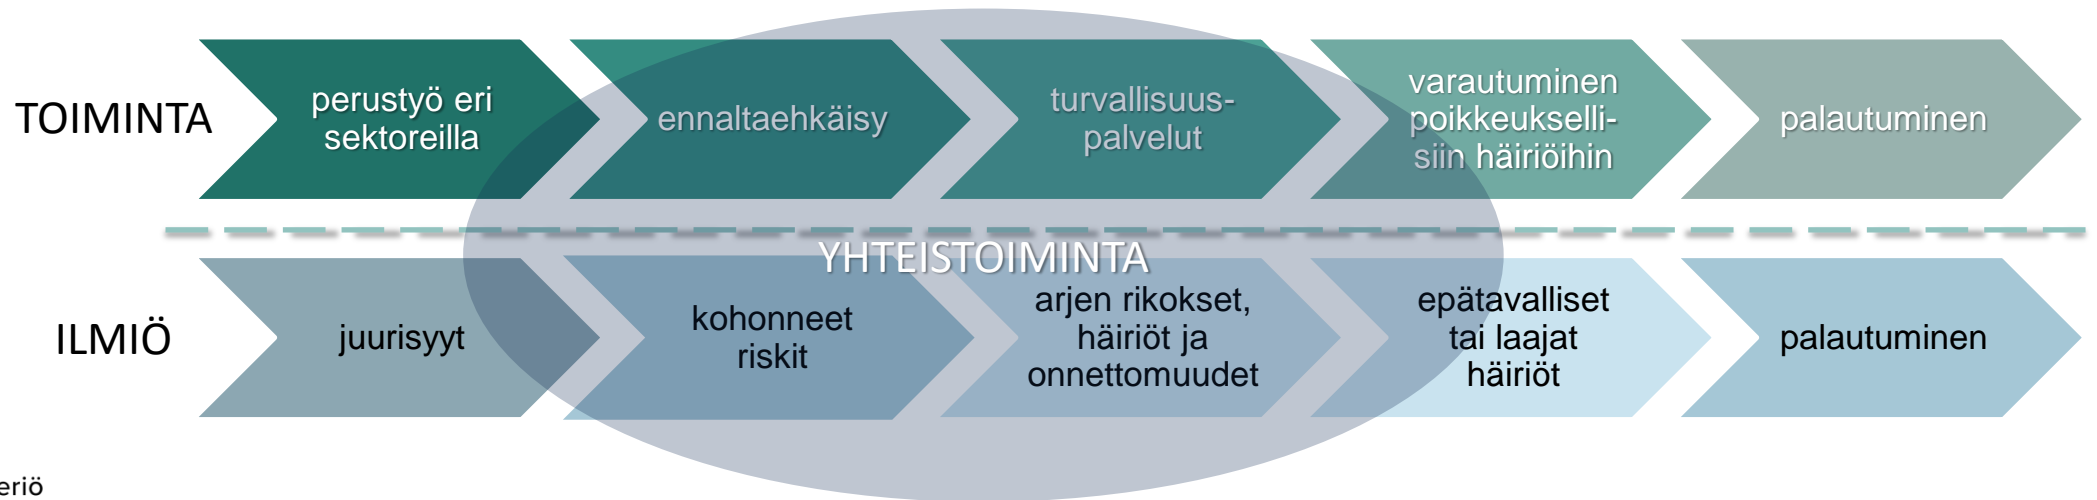 TOIMINTA
perustyö eri
sektoreilla
ennaltaehkäisy
turvallisuus-
palvelut
varautuminen
poikkeukselli-
siin häiriöihin
palautuminen
YHTEISTOIMINTA
ILMIÖ
juurisyyt
kohonneet
riskit
arjen rikokset,
häiriöt ja
onnettomuudet
epätavalliset
tai laajat
häiriöt
palautuminen
eriö